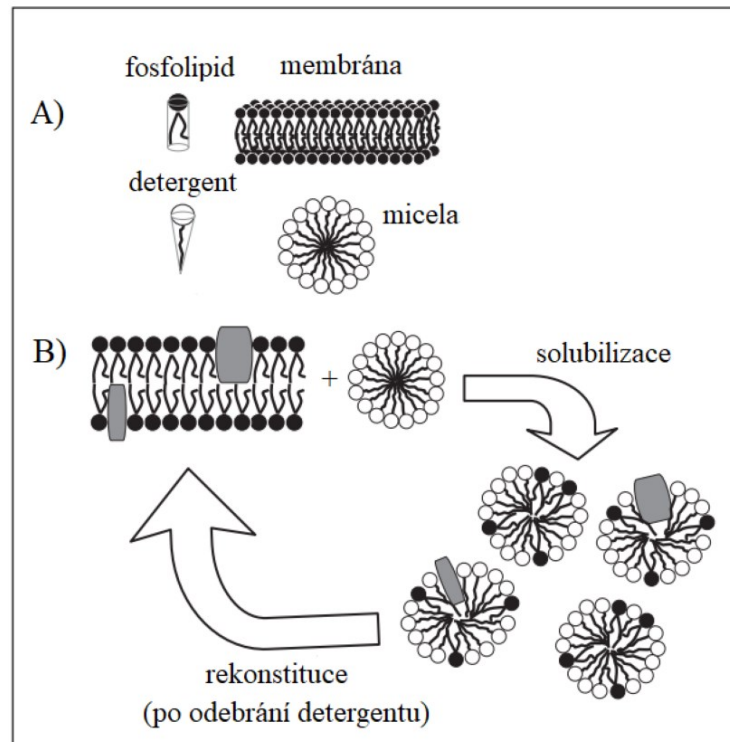 fosfolipid
membrána
A)
detergent
micela
B)
+
solubilizace
rekonstituce
(po odebrání detergentu)